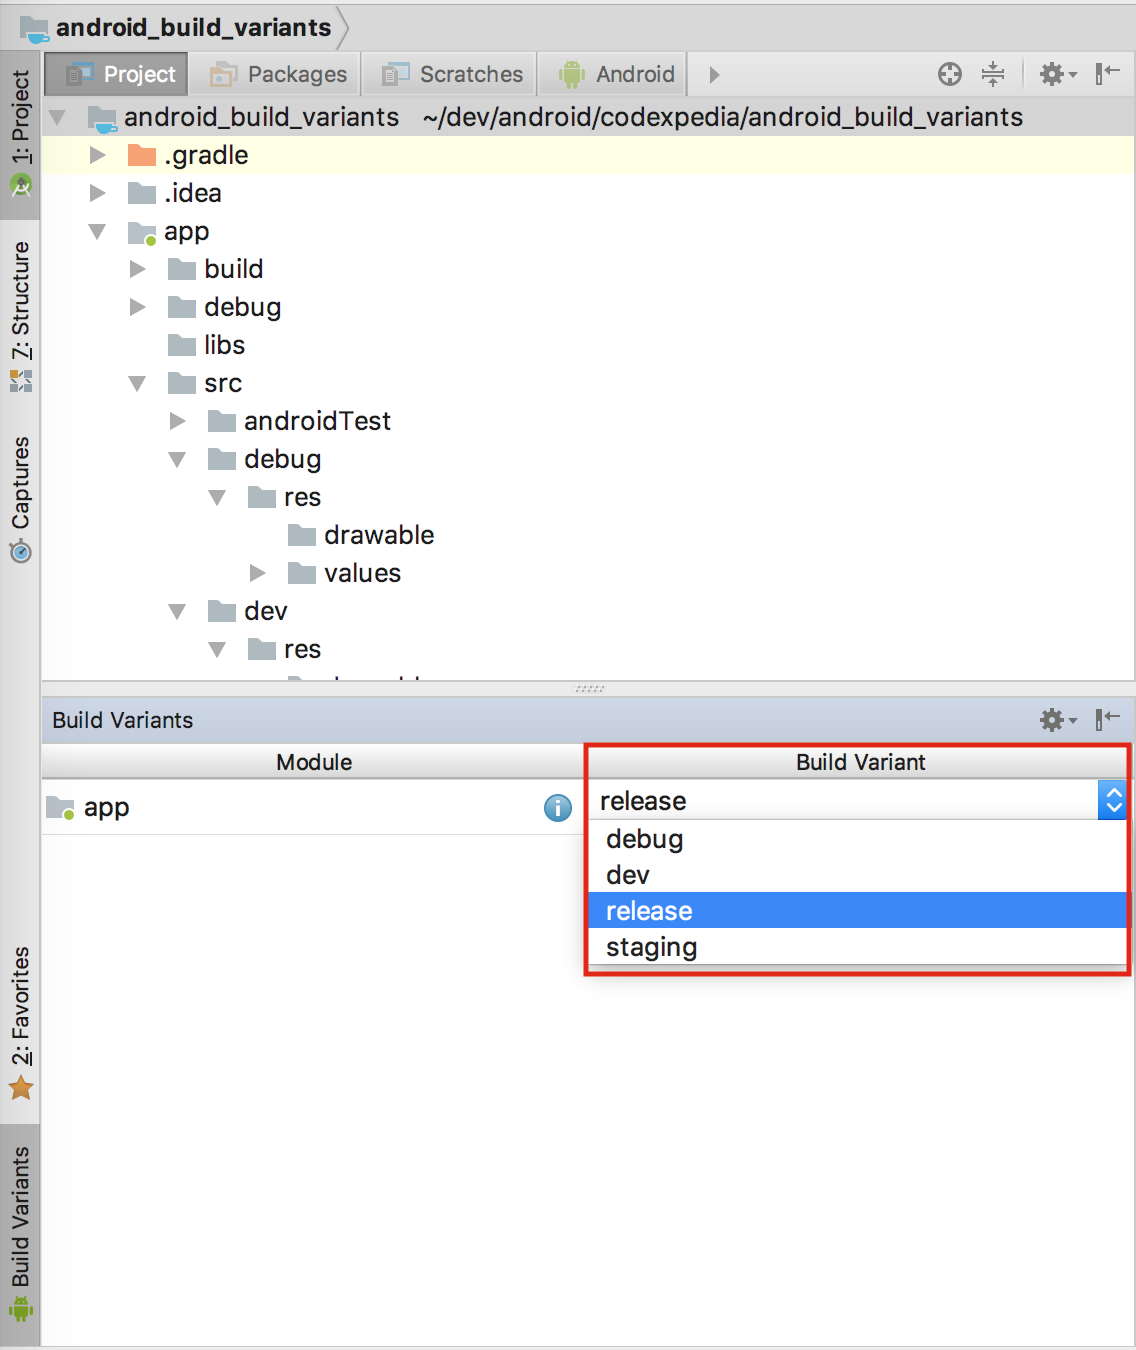 android_build_variants
Project Packages Scratches Android
android_build_variants ~/dev/android/codexpedia/android_build_variants
.gradle
.idea
app
build
debug
libs
src
androidTest
debug
res
drawable
values
dev
res
1: Project
7: Structure
Captures
2: Favorites
Build Variants
Build Variants
Module Build Variant
app release
debug
dev
release
staging